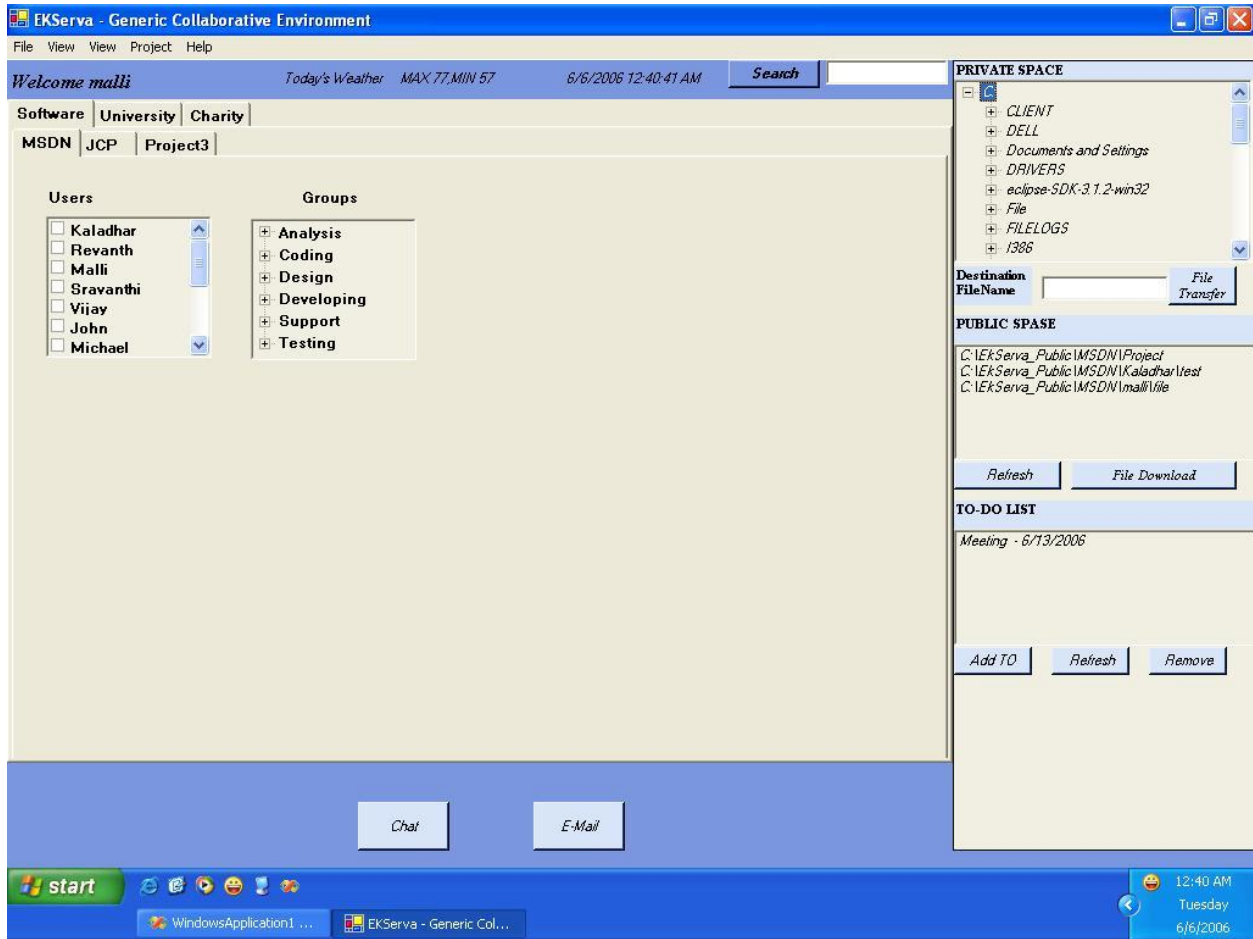 EKServa - Generic Collaborative Environment
File View View Project Help
Welcome malli
Today's Weather MAX 77,MIN 57
6/6/2006 12:40:41 AM
Search
Software University Charity
MSDN JCP Project3
Users
Kaladhar
Revanth
Malli
Sravanthi
Vijay
John
Michael
Groups
Analysis
Coding
Design
Developing
Support
Testing
PRIVATE SPACE
C:
CLIENT
DELL
Documents and Settings
DRIVERS
eclipse-SDK-3.1.2-win32
File
FILELOGS
I386
Destination
FileName
File
Transfer
PUBLIC SPASE
C:\EkServa_Public\MSDN\Project
C:\EkServa_Public\MSDN\Kaladhar\test
C:\EkServa_Public\MSDN\malli\file
Refresh
File Download
TO-DO LIST
Meeting - 6/13/2006
Add TO
Refresh
Remove
Chat
E-Mail
start
WindowsApplication1 ...
EKServa - Generic Col...
12:40 AM
Tuesday
6/6/2006